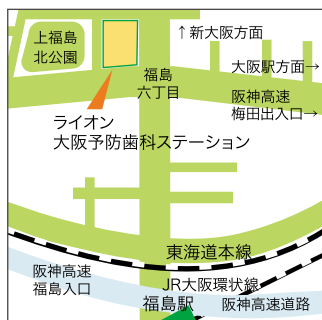 上福島
北公園
↑新大阪方面
大阪駅方面→
福島
六丁目
阪神高速
梅田出入口→
ライオン
大阪予防歯科ステーション
東海道本線
阪神高速
福島入口
JR大阪環状線
福島駅
阪神高速道路